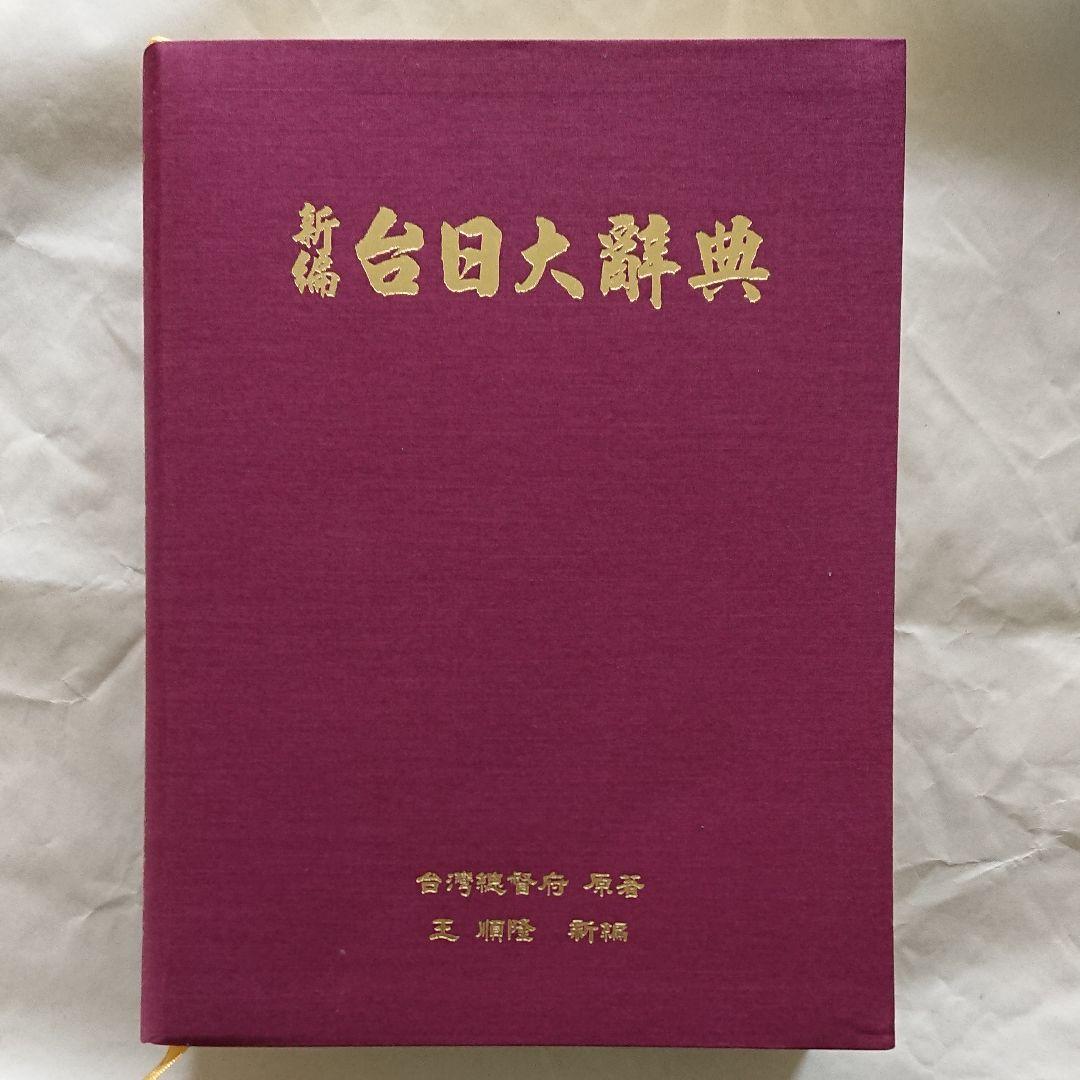 新編 台日大辭典
台灣總督府 原著
王 順隆 新編